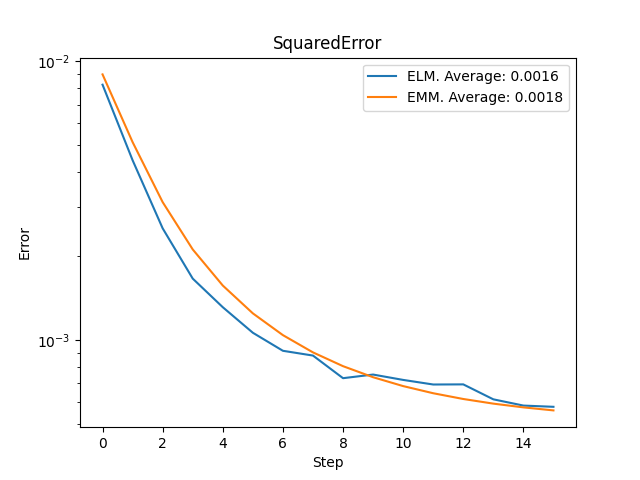 SquaredError
ELM. Average: 0.0016
EMM. Average: 0.0018
Error
10⁻²
10⁻³
0 2 4 6 8 10 12 14
Step